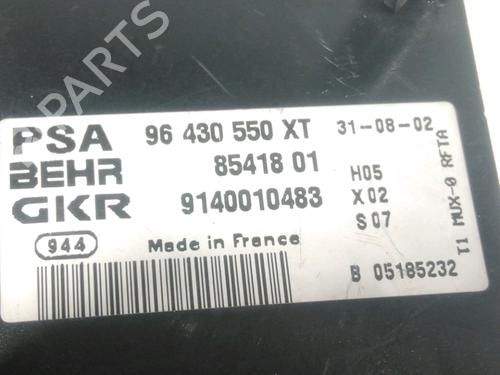 PARTS
PSA 96 430 550 XT 31-08-02
BEHR 85418 01 H05
GKR 9140010483 X02
S07
944 Made in France
B 05185232
T1 MUX-0 RFTA